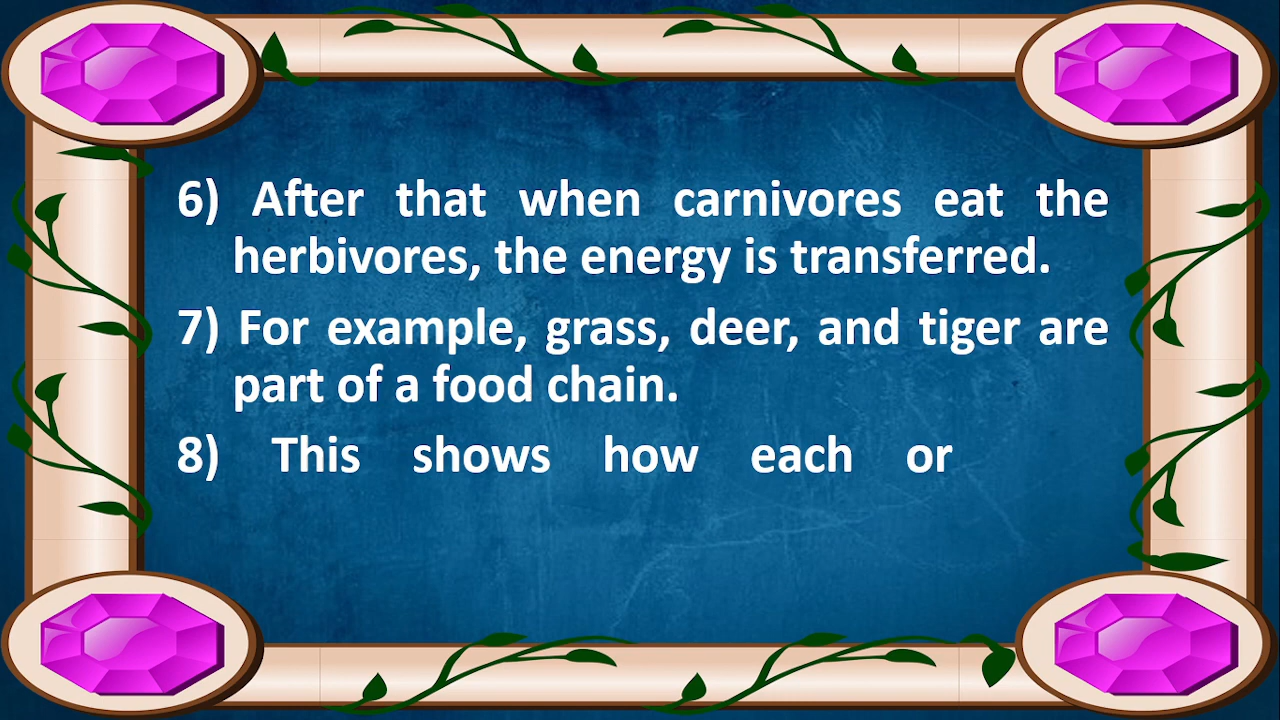 6) After that when carnivores eat the
herbivores, the energy is transferred.
7) For example, grass, deer, and tiger are
part of a food chain.
8) This shows how each or